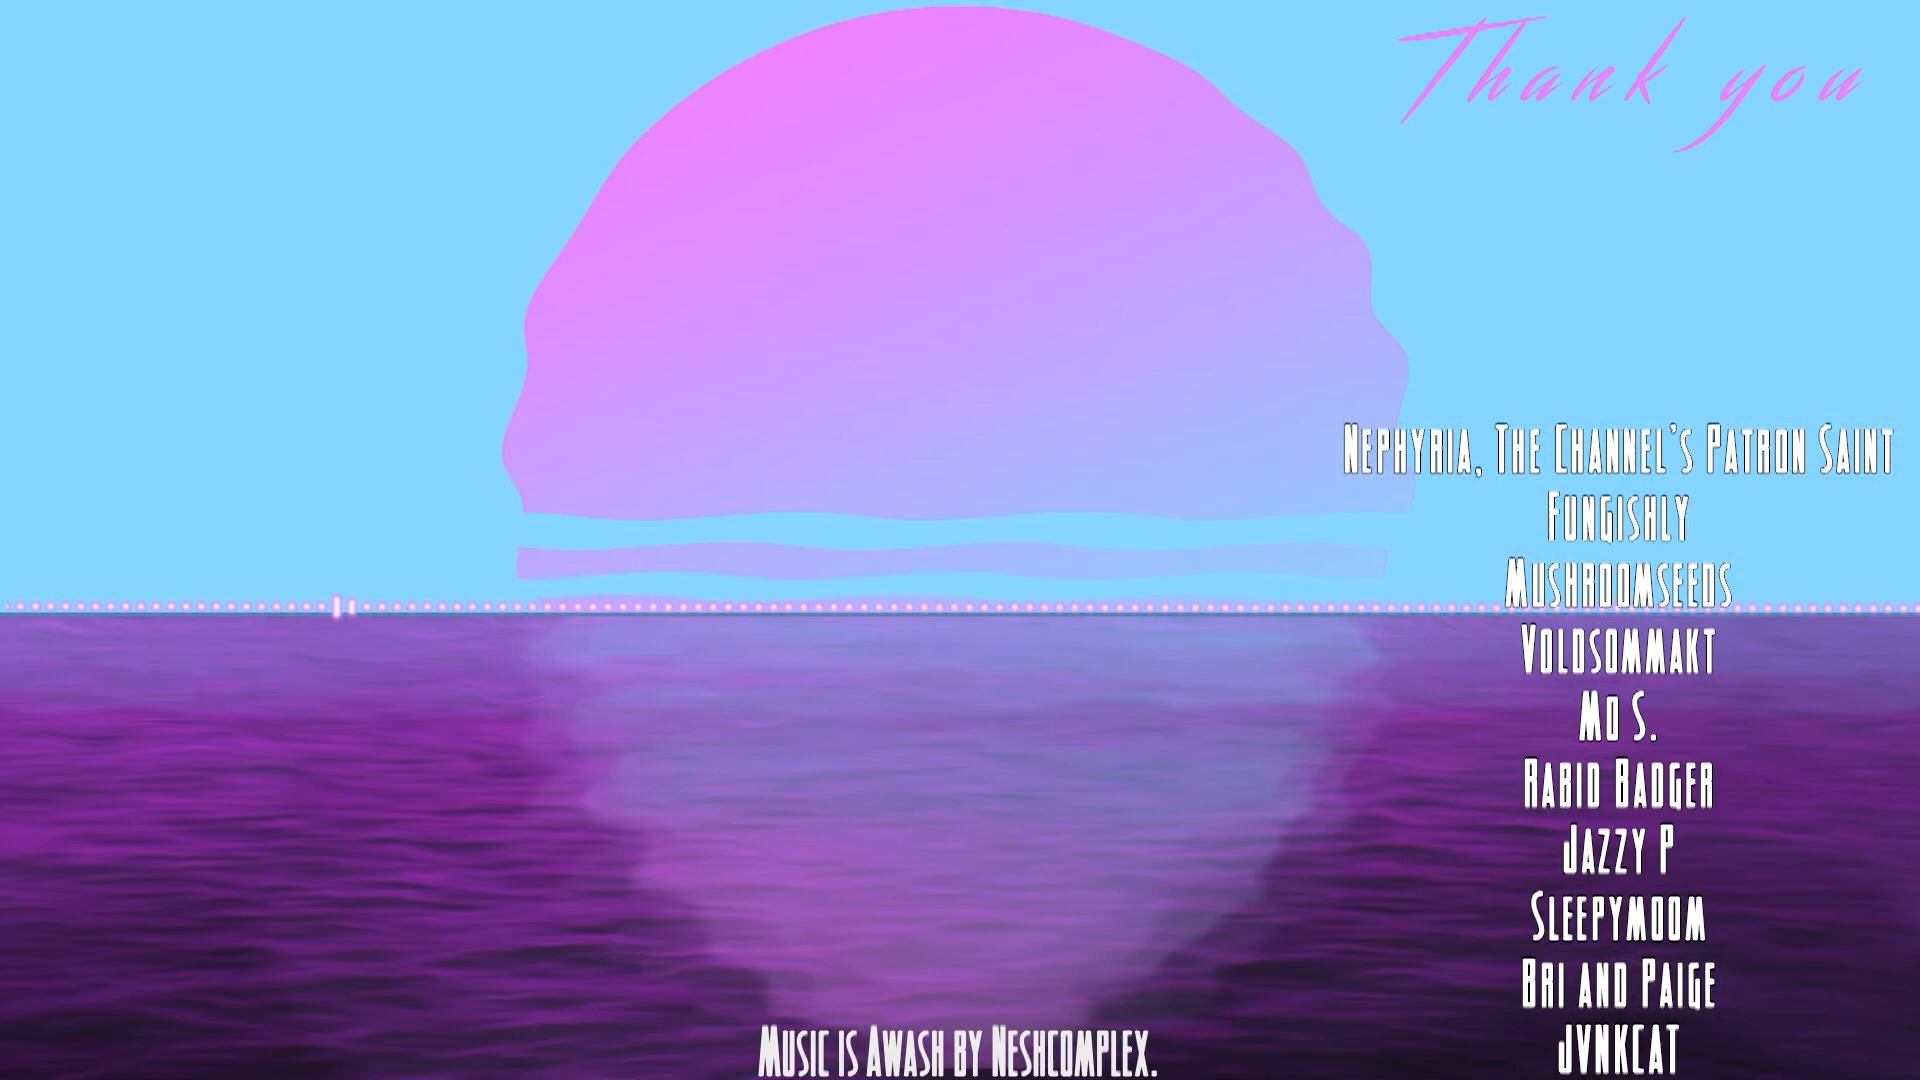 Thank you
Nephyria, The Channel's Patron Saint
Fungishly
Mushroomseeds
Voldsommakt
Mo S.
Rabid Badger
Jazzy P
Sleepymoom
Bri and Paige
JVNKCAT
Music is Awash by Neshcomplex.